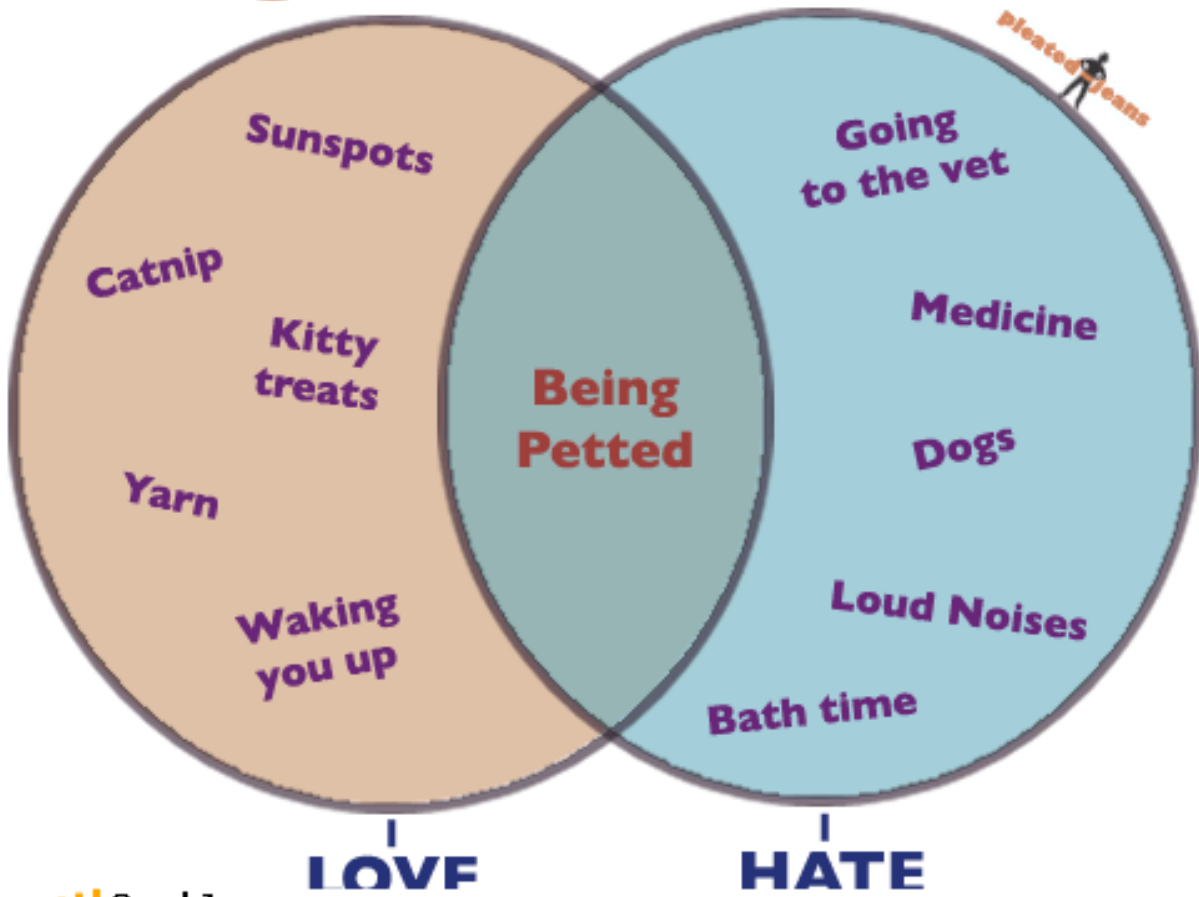 pleated-jeans
Sunspots
Catnip
Kitty
treats
Yarn
Waking
you up
Being
Petted
Going
to the vet
Medicine
Dogs
Loud Noises
Bath time
LOVE
HATE